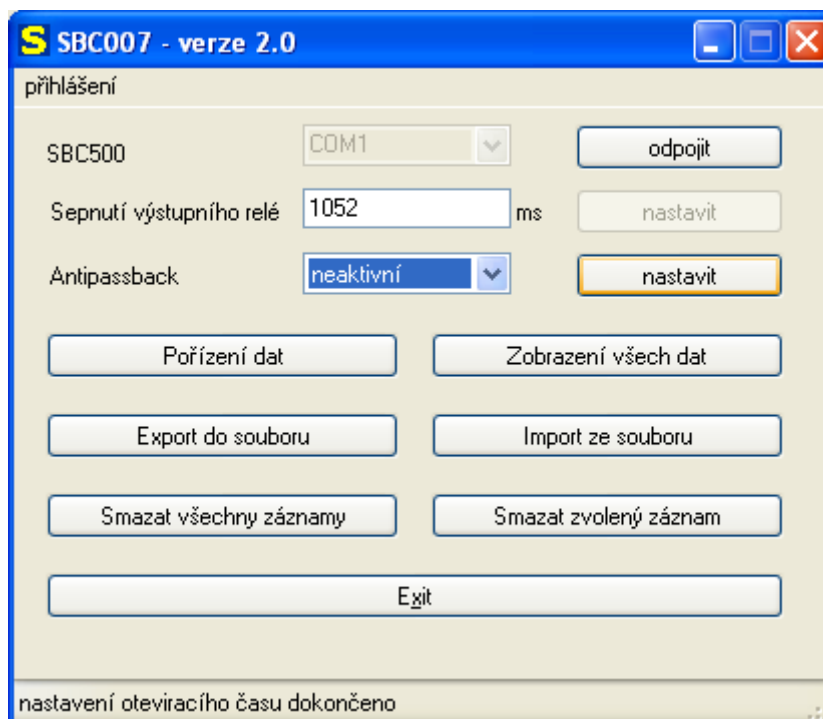 S SBC007 - verze 2.0
přihlášení
SBC500 COM1 odpojit
Sepnutí výstupního relé 1052 ms nastavit
Antipassback neaktivní nastavit
Pořízení dat Zobrazení všech dat
Export do souboru Import ze souboru
Smazat všechny záznamy Smazat zvolený záznam
Exit
nastavení oteviracího času dokončeno